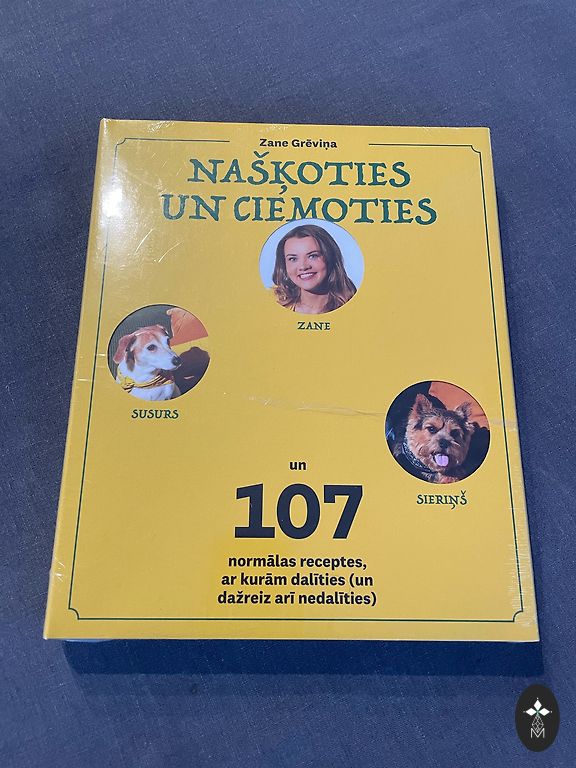 Zane Grēviņa
NAŠĶOTIES
UN CIEMOTIES
ZANE
SUSURS
SIERIŅŠ
un
107
normālas receptes,
ar kurām dalīties (un
dažreiz arī nedalīties)
M